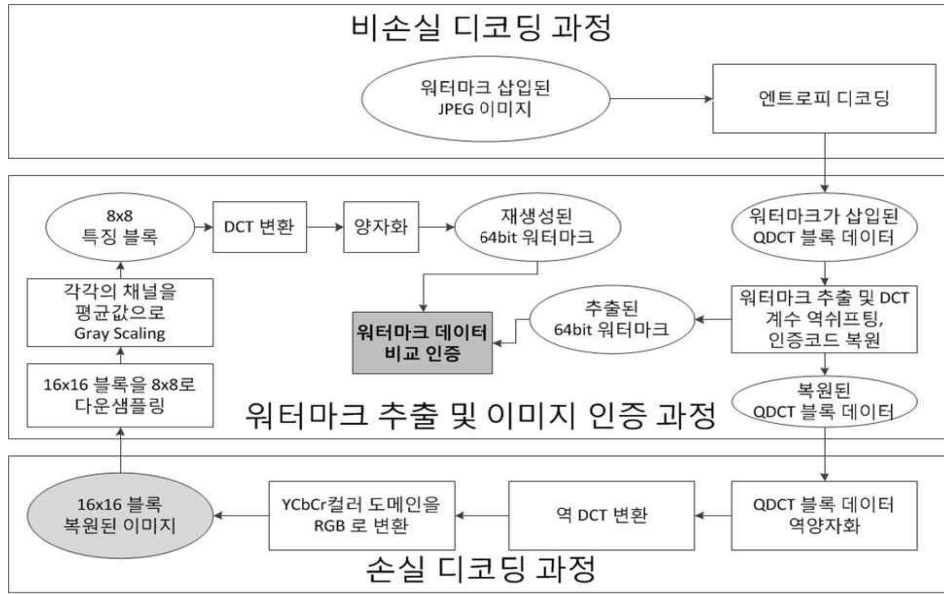 비손실 디코딩 과정
워터마크 삽입된
JPEG 이미지
엔트로피 디코딩
8x8
특징 블록
DCT 변환
양자화
재생성된
64bit 워터마크
워터마크가 삽입된
QDCT 블록 데이터
각각의 채널을
평균값으로
Gray Scaling
워터마크 데이터
비교 인증
추출된
64bit 워터마크
워터마크 추출 및 DCT
계수 역쉬프팅,
인증코드 복원
16x16 블록을 8x8로
다운샘플링
복원된
QDCT 블록 데이터
워터마크 추출 및 이미지 인증 과정
16x16 블록
복원된 이미지
YCbCr컬러 도메인을
RGB 로 변환
역 DCT 변환
QDCT 블록 데이터
역양자화
손실 디코딩 과정